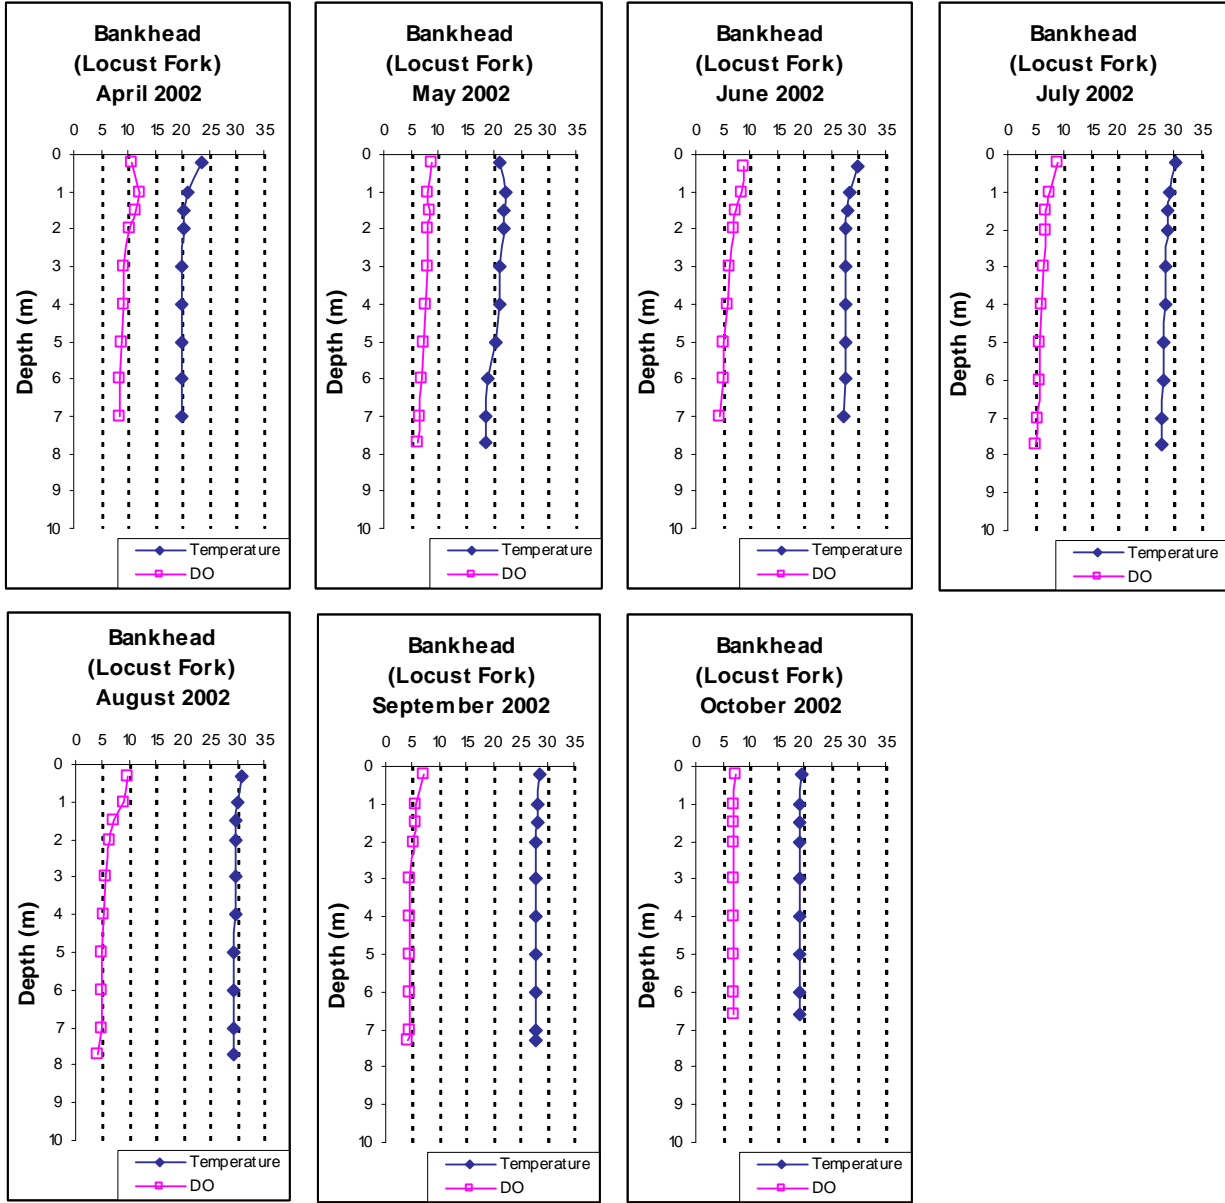 Bankhead
(Locust Fork)
April 2002
0 5 10 15 20 25 30 35
0
1
2
3
4
5
6
7
8
9
10
Depth (m)
Temperature
DO
Bankhead
(Locust Fork)
May 2002
0 5 10 15 20 25 30 35
0
1
2
3
4
5
6
7
8
9
10
Depth (m)
Temperature
DO
Bankhead
(Locust Fork)
June 2002
0 5 10 15 20 25 30 35
0
1
2
3
4
5
6
7
8
9
10
Depth (m)
Temperature
DO
Bankhead
(Locust Fork)
July 2002
0 5 10 15 20 25 30 35
0
1
2
3
4
5
6
7
8
9
10
Depth (m)
Temperature
DO
Bankhead
(Locust Fork)
August 2002
0 5 10 15 20 25 30 35
0
1
2
3
4
5
6
7
8
9
10
Depth (m)
Temperature
DO
Bankhead
(Locust Fork)
September 2002
0 5 10 15 20 25 30 35
0
1
2
3
4
5
6
7
8
9
10
Depth (m)
Temperature
DO
Bankhead
(Locust Fork)
October 2002
0 5 10 15 20 25 30 35
0
1
2
3
4
5
6
7
8
9
10
Depth (m)
Temperature
DO